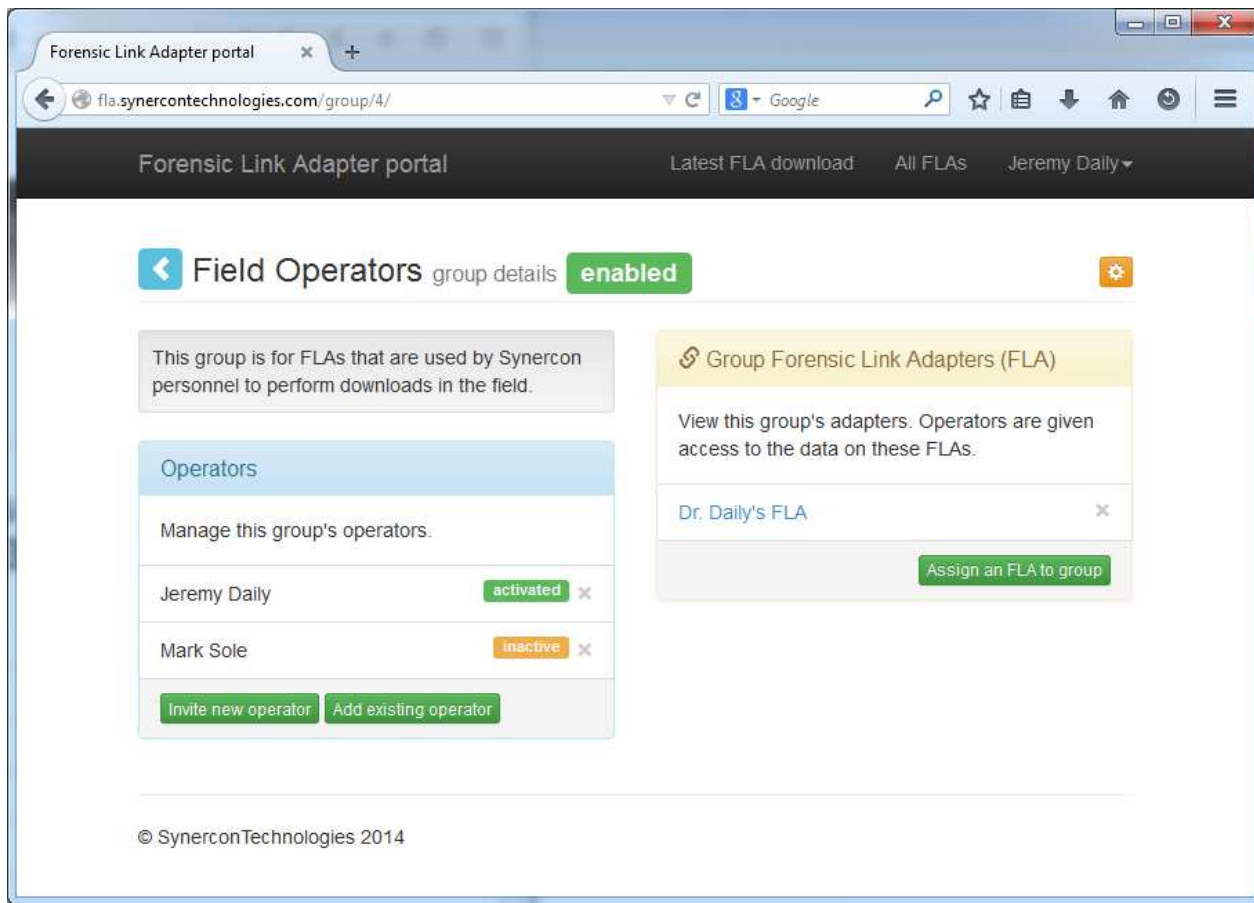 Forensic Link Adapter portal
fla.synercontechnologies.com/group/4/
8
Google
Forensic Link Adapter portal
Latest FLA download
All FLAs
Jeremy Daily
Field Operators group details enabled
This group is for FLAs that are used by Synercon
personnel to perform downloads in the field.
Operators
Manage this group's operators.
Jeremy Daily
activated
Mark Sole
inactive
Invite new operator
Add existing operator
Group Forensic Link Adapters (FLA)
View this group's adapters. Operators are given
access to the data on these FLAs.
Dr. Daily's FLA
Assign an FLA to group
© SynerconTechnologies 2014